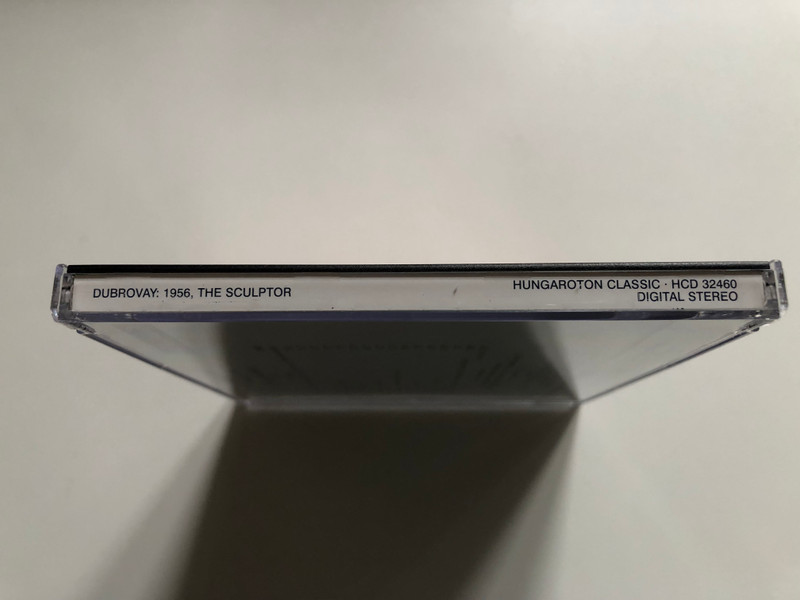 DUBROVAY: 1956, THE SCULPTOR
HUNGAROTON CLASSIC · HCD 32460
DIGITAL STEREO